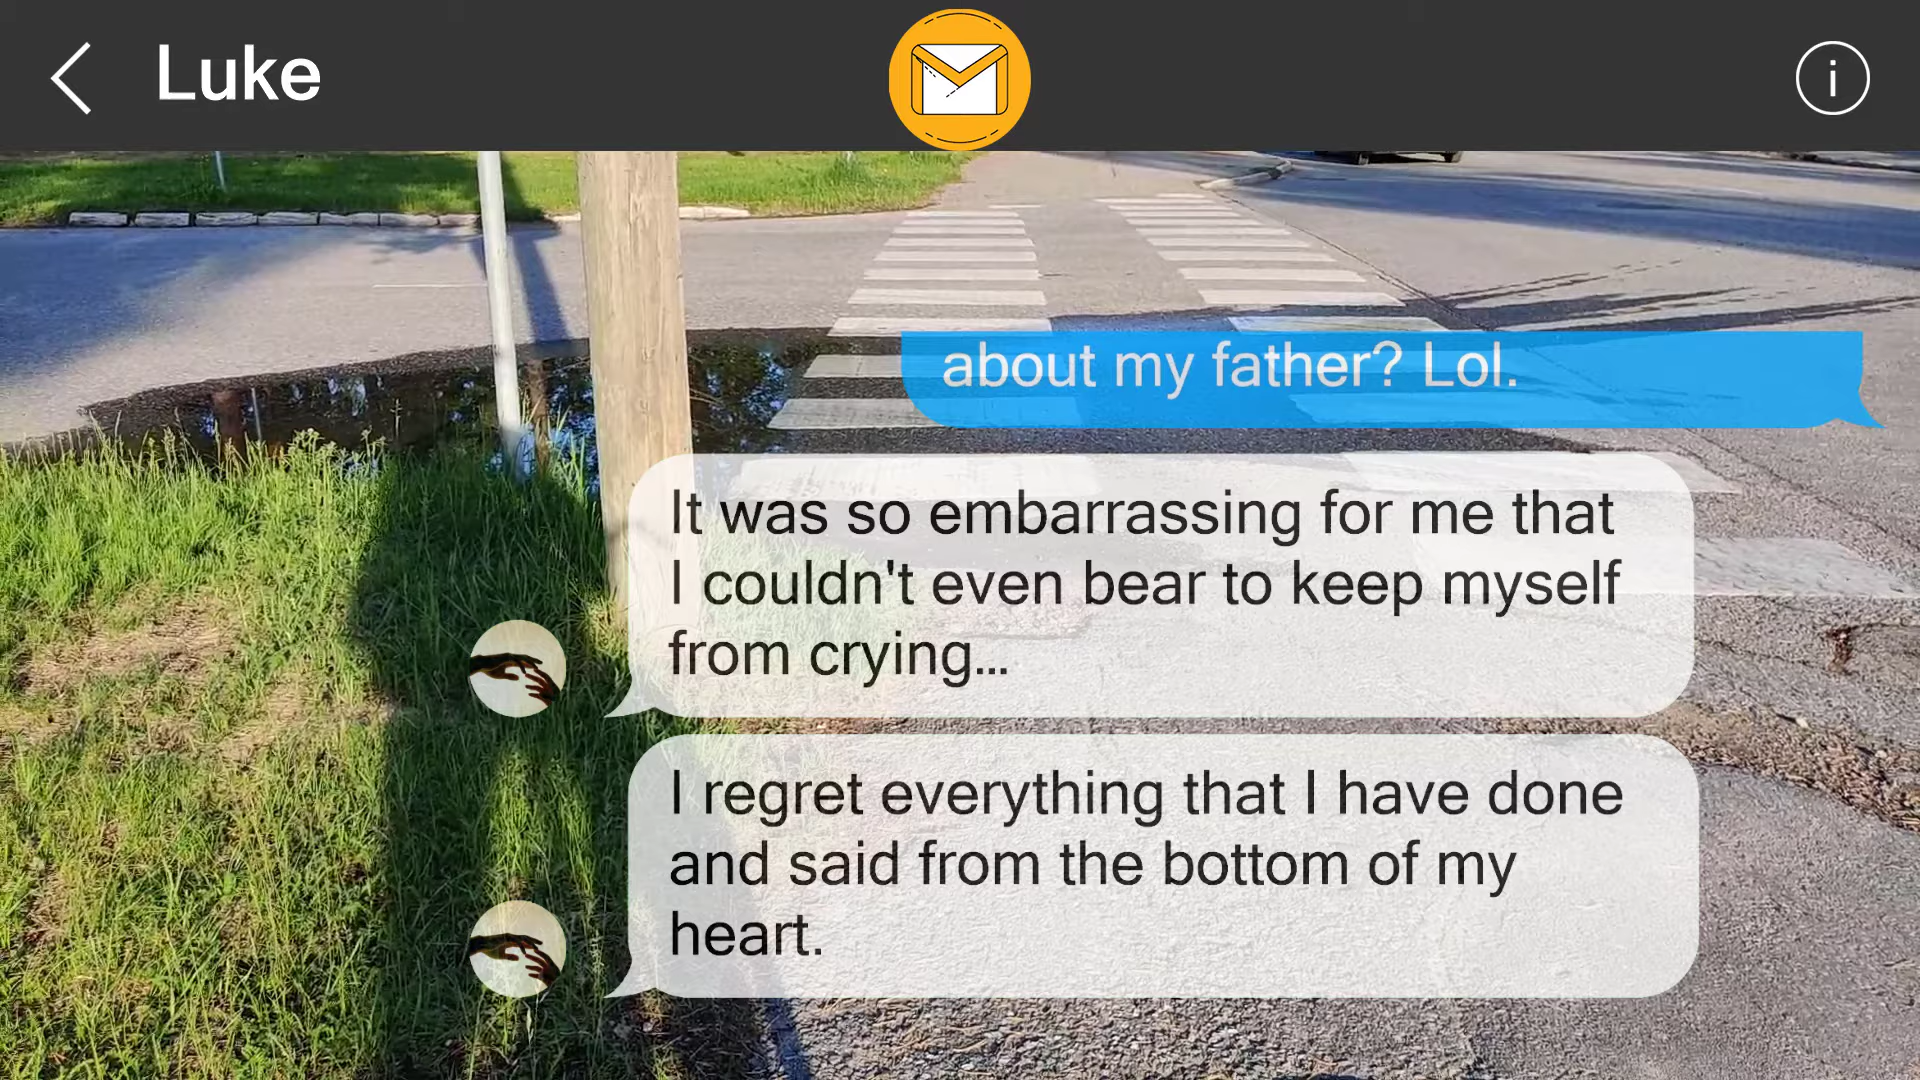 Luke
i
about my father? Lol.
It was so embarrassing for me that
I couldn't even bear to keep myself
from crying...
I regret everything that I have done
and said from the bottom of my
heart.